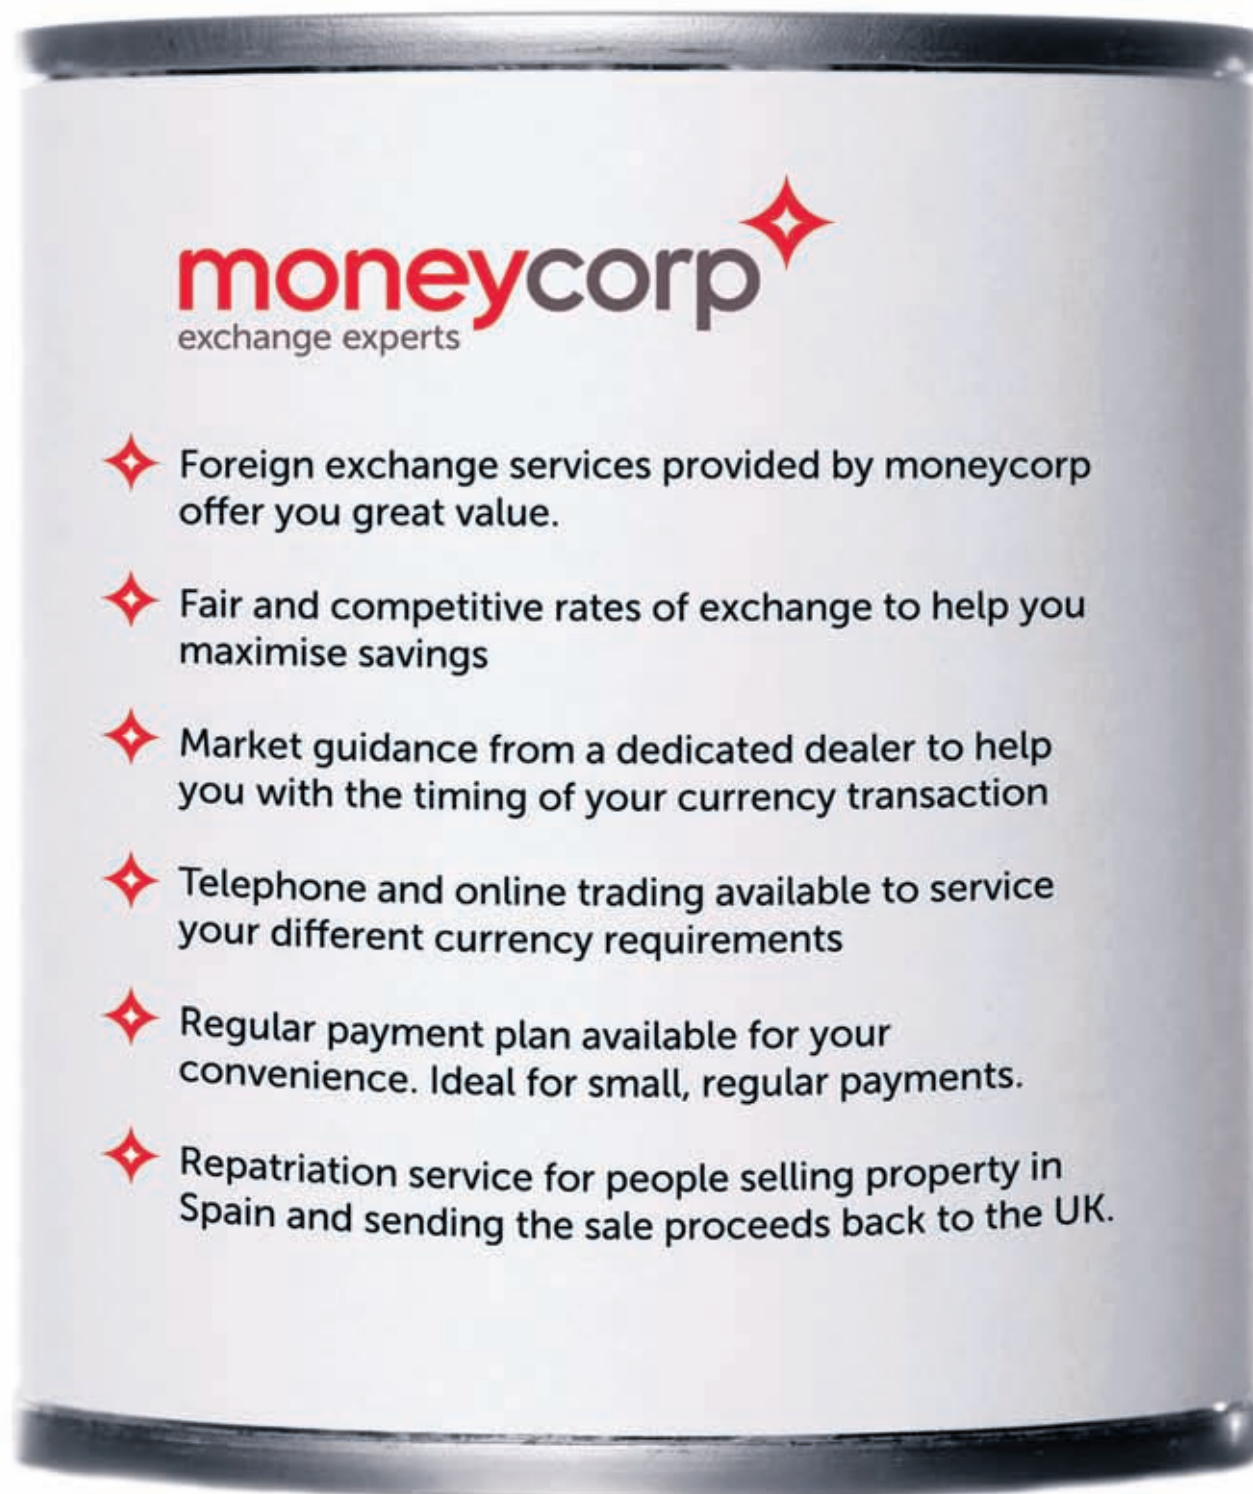 moneycorp
exchange experts
Foreign exchange services provided by moneycorp
offer you great value.
Fair and competitive rates of exchange to help you
maximise savings
Market guidance from a dedicated dealer to help
you with the timing of your currency transaction
Telephone and online trading available to service
your different currency requirements
Regular payment plan available for your
convenience. Ideal for small, regular payments.
Repatriation service for people selling property in
Spain and sending the sale proceeds back to the UK.